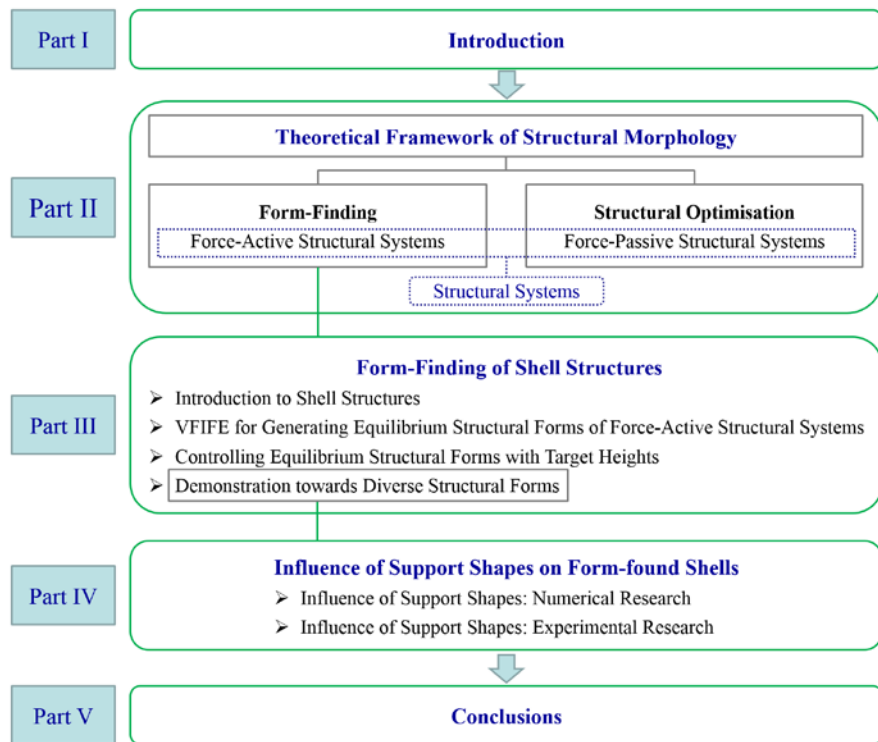 Part I
Introduction
Part II
Theoretical Framework of Structural Morphology
Form-Finding
Force-Active Structural Systems
Structural Optimisation
Force-Passive Structural Systems
Structural Systems
Part III
Form-Finding of Shell Structures
➢ Introduction to Shell Structures
➢ VFIFE for Generating Equilibrium Structural Forms of Force-Active Structural Systems
➢ Controlling Equilibrium Structural Forms with Target Heights
➢ Demonstration towards Diverse Structural Forms
Part IV
Influence of Support Shapes on Form-found Shells
➢ Influence of Support Shapes: Numerical Research
➢ Influence of Support Shapes: Experimental Research
Part V
Conclusions